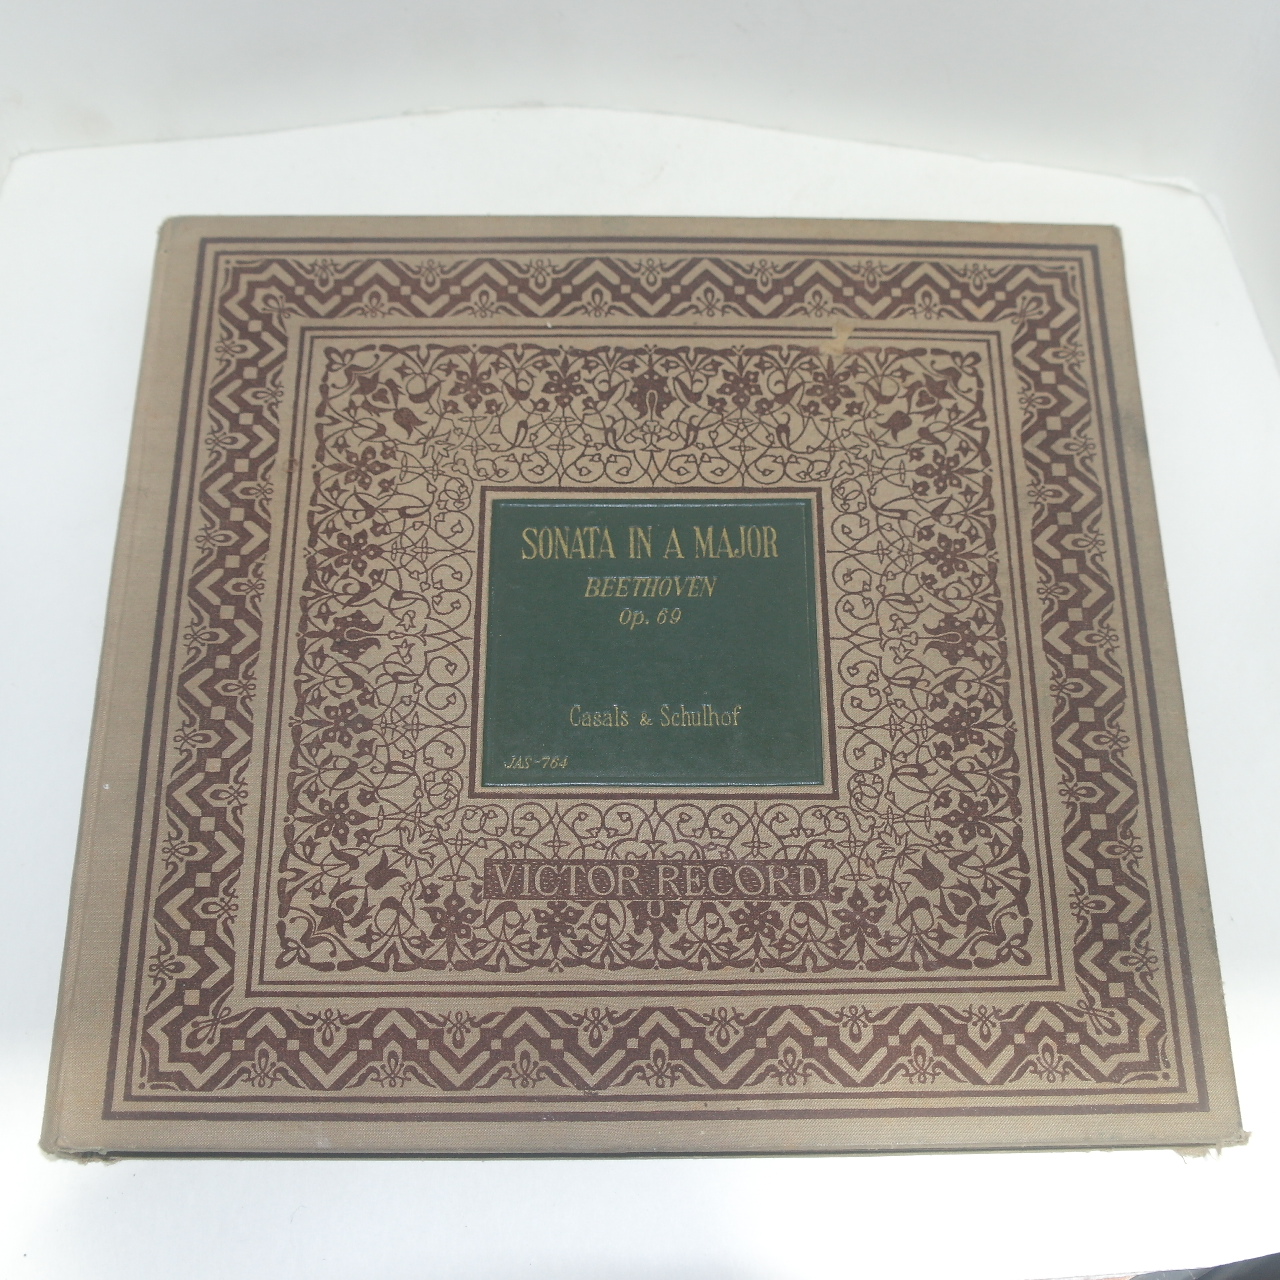 SONATA IN A MAJOR
BEETHOVEN
Op. 69
Casals & Schulhof
JAS-764
VICTOR RECORD